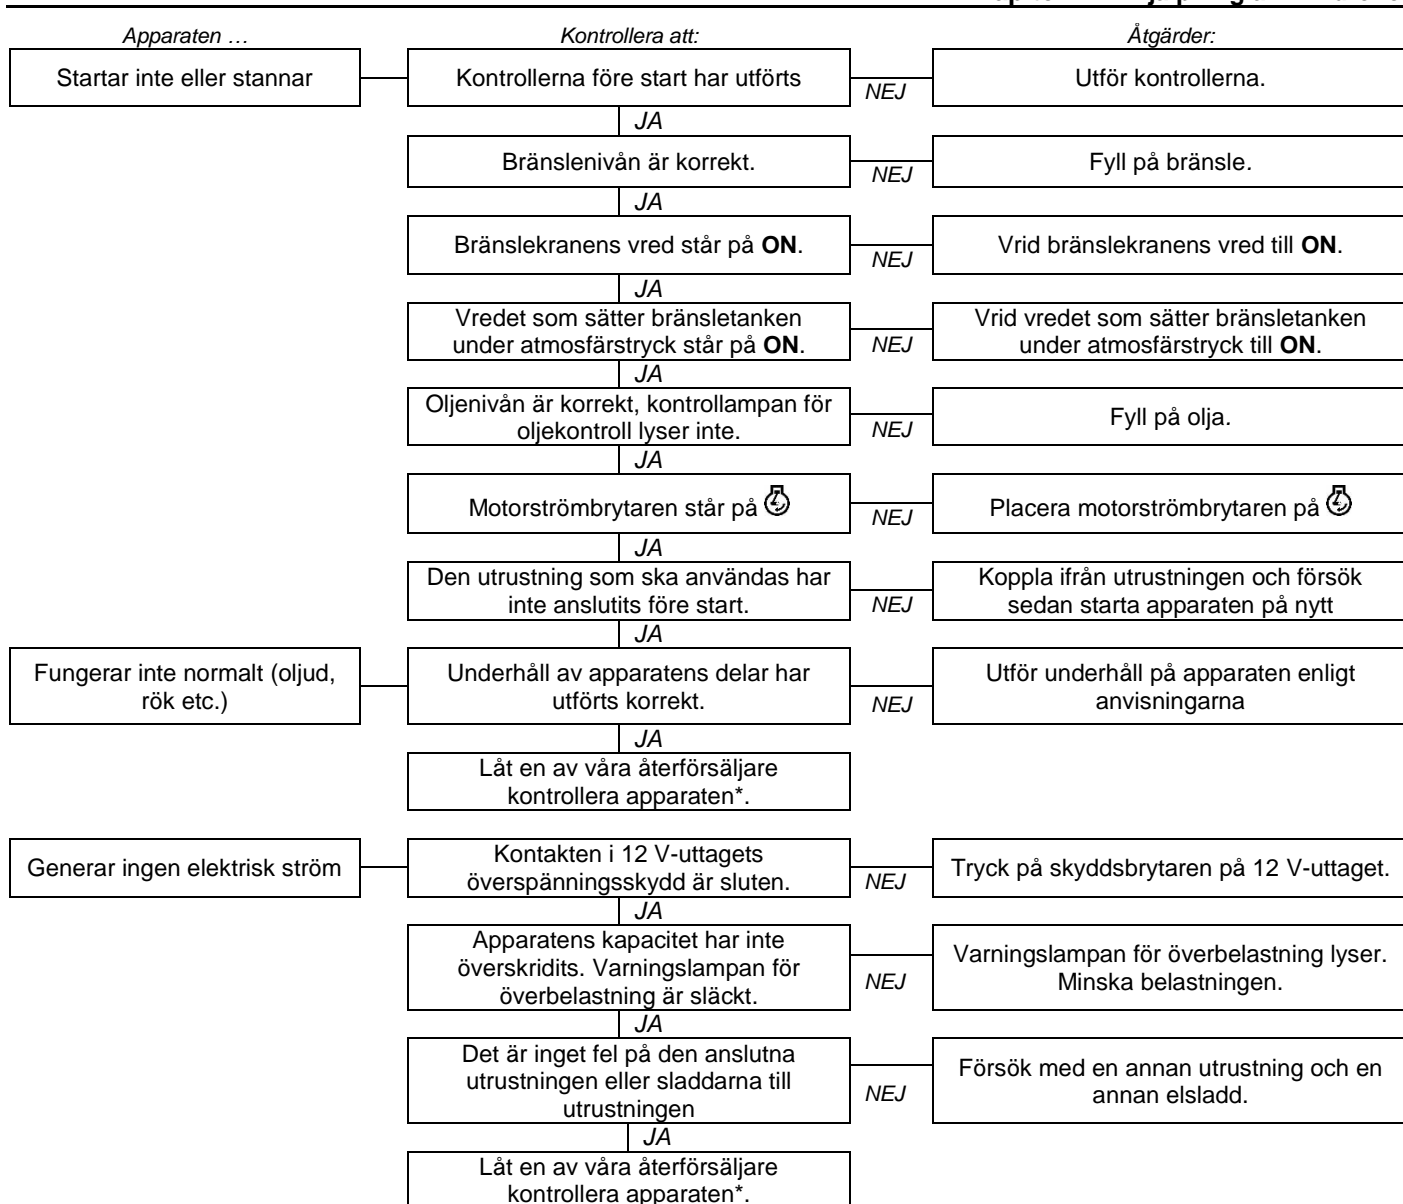 Apparaten …
Kontrollera att:
Åtgärder:
Startar inte eller stannar
Kontrollerna före start har utförts
NEJ
Utför kontrollerna.
JA
Bränslenivån är korrekt.
NEJ
Fyll på bränsle.
JA
Bränslekranens vred står på ON.
NEJ
Vrid bränslekranens vred till ON.
JA
Vredet som sätter bränsletanken
under atmosfärstryck står på ON.
NEJ
Vrid vredet som sätter bränsletanken
under atmosfärstryck till ON.
JA
Oljenivån är korrekt, kontrollampan för
oljekontroll lyser inte.
NEJ
Fyll på olja.
JA
Motorströmbrytaren står på
NEJ
Placera motorströmbrytaren på
JA
Den utrustning som ska användas har
inte anslutits före start.
NEJ
Koppla ifrån utrustningen och försök
sedan starta apparaten på nytt
JA
Fungerar inte normalt (oljud,
rök etc.)
Underhåll av apparatens delar har
utförts korrekt.
NEJ
Utför underhåll på apparaten enligt
anvisningarna
JA
Låt en av våra återförsäljare
kontrollera apparaten*.
Generar ingen elektrisk ström
Kontakten i 12 V-uttagets
överspänningsskydd är sluten.
NEJ
Tryck på skyddsbrytaren på 12 V-uttaget.
JA
Apparatens kapacitet har inte
överskridits. Varningslampan för
överbelastning är släckt.
NEJ
Varningslampan för överbelastning lyser.
Minska belastningen.
JA
Det är inget fel på den anslutna
utrustningen eller sladdarna till
utrustningen
NEJ
Försök med en annan utrustning och en
annan elsladd.
JA
Låt en av våra återförsäljare
kontrollera apparaten*.